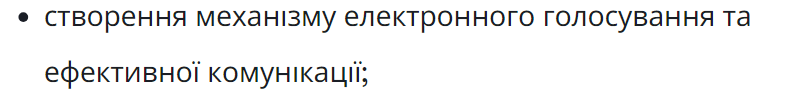 • створення механізму електронного голосування та
ефективної комунікації;